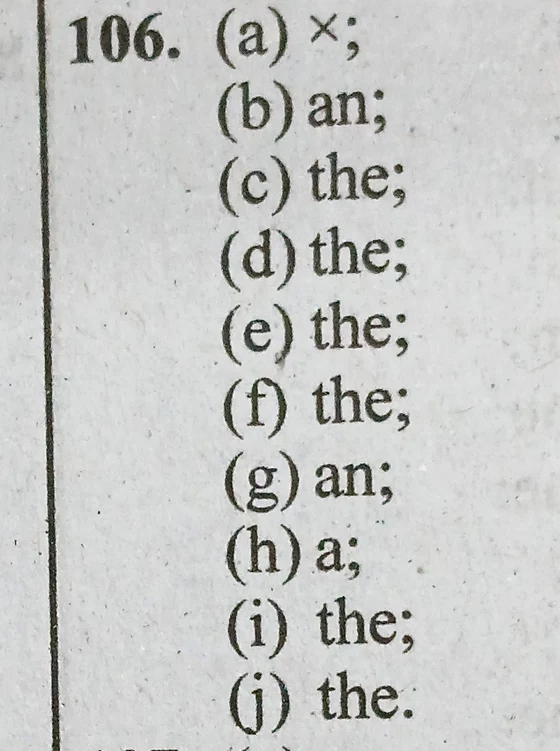 106. (a) ×;
(b) an;
(c) the;
(d) the;
(e) the;
(f) the;
(g) an;
(h) a;
(i) the;
(j) the.